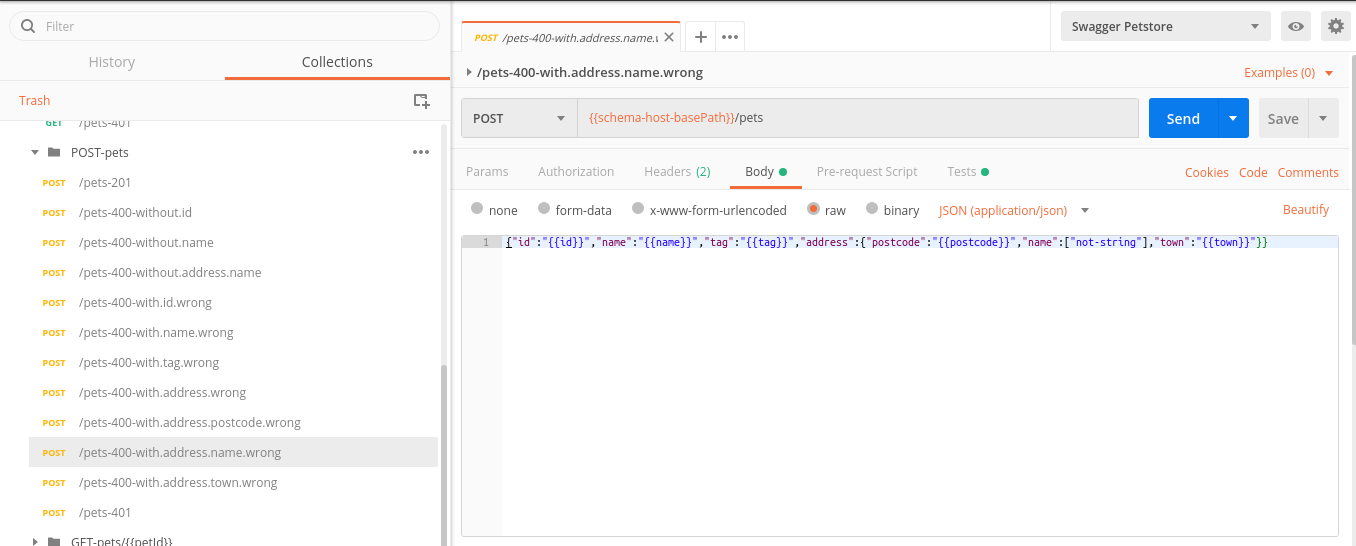 Filter
History Collections
Trash
GET /pets-401
POST-pets
POST /pets-201
POST /pets-400-without.id
POST /pets-400-without.name
POST /pets-400-without.address.name
POST /pets-400-with.id.wrong
POST /pets-400-with.name.wrong
POST /pets-400-with.tag.wrong
POST /pets-400-with.address.wrong
POST /pets-400-with.address.postcode.wrong
POST /pets-400-with.address.name.wrong
POST /pets-400-with.address.town.wrong
POST /pets-401
GET-pets/{{petId}}
POST /pets-400-with.address.name.
Swagger Petstore
/pets-400-with.address.name.wrong Examples (0)
POST {{schema-host-basePath}}/pets Send Save
Params Authorization Headers (2) Body Pre-request Script Tests Cookies Code Comments
none form-data x-www-form-urlencoded raw binary JSON (application/json) Beautify
1 {"id":"{{id}}","name":"{{name}}","tag":"{{tag}}","address":{"postcode":"{{postcode}}","name":["not-string"],"town":"{{town}}"}}